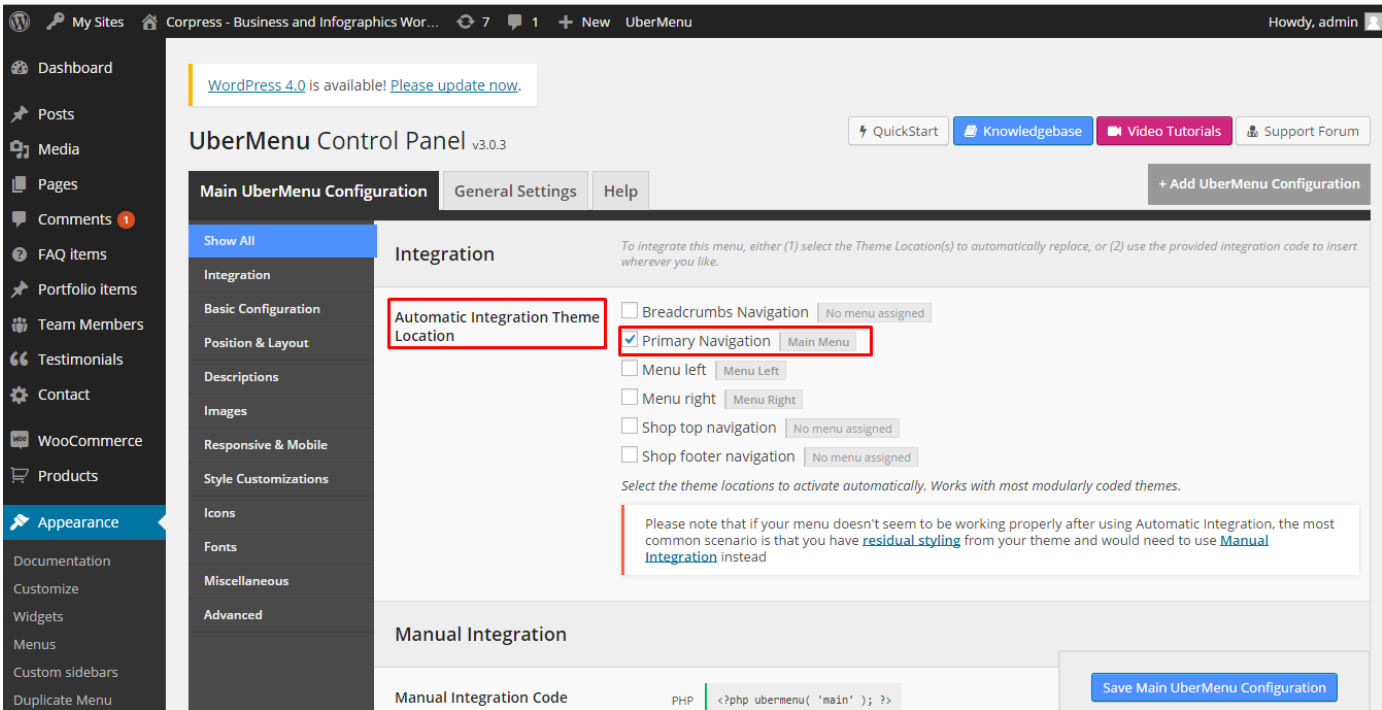 My Sites Corpress - Business and Infographics Wor... 7 1 + New UberMenu Howdy, admin
Dashboard
Posts
Media
Pages
Comments 1
FAQ items
Portfolio items
Team Members
Testimonials
Contact
WooCommerce
Products
Appearance
Documentation
Customize
Widgets
Menus
Custom sidebars
Duplicate Menu
WordPress 4.0 is available! Please update now.
UberMenu Control Panel v3.0.3
QuickStart Knowledgebase Video Tutorials Support Forum
Main UberMenu Configuration General Settings Help
+ Add UberMenu Configuration
Show All
Integration
Basic Configuration
Position & Layout
Descriptions
Images
Responsive & Mobile
Style Customizations
Icons
Fonts
Miscellaneous
Advanced
Integration
To integrate this menu, either (1) select the Theme Location(s) to automatically replace, or (2) use the provided integration code to insert
wherever you like.
Automatic Integration Theme
Location
Breadcrumbs Navigation No menu assigned
Primary Navigation Main Menu
Menu left Menu Left
Menu right Menu Right
Shop top navigation No menu assigned
Shop footer navigation No menu assigned
Select the theme locations to activate automatically. Works with most modularly coded themes.
Please note that if your menu doesn't seem to be working properly after using Automatic Integration, the most
common scenario is that you have residual styling from your theme and would need to use Manual
Integration instead
Manual Integration
Manual Integration Code
PHP <?php ubermenu( 'main' ); ?>
Save Main UberMenu Configuration